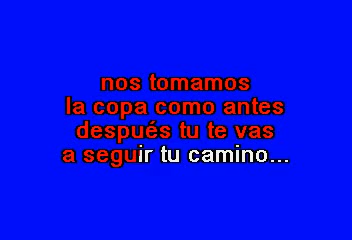 nos tomamos
la copa como antes
después tu te vas
a seguir tu camino...